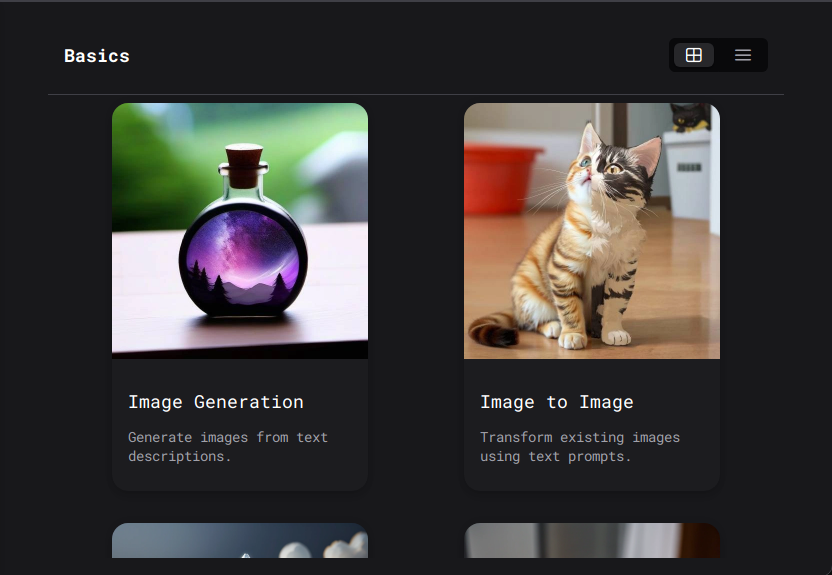 Basics
Image Generation
Generate images from text
descriptions.
Image to Image
Transform existing images
using text prompts.